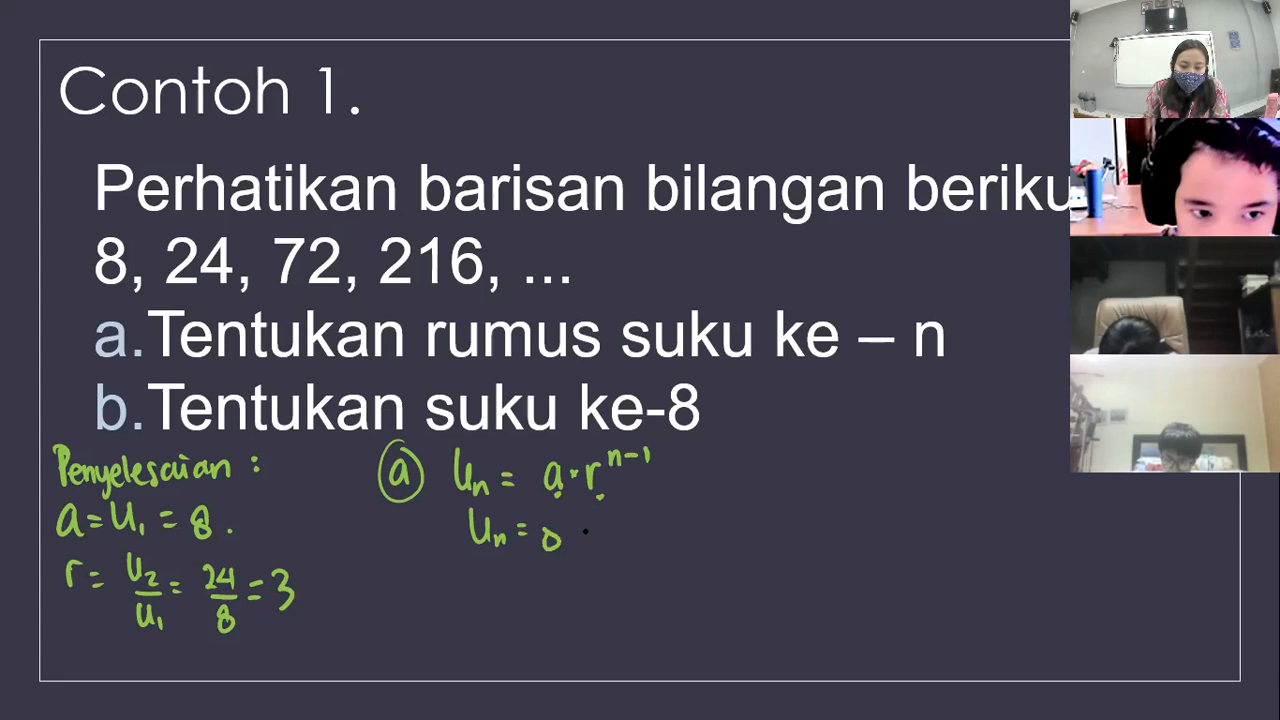 Contoh 1.
Perhatikan barisan bilangan beriku
8, 24, 72, 216, ...
a.Tentukan rumus suku ke – n
b.Tentukan suku ke-8
Penyelesaian :
a = U₁ = 8 .
r = U₂/U₁ = 24/8 = 3
ⓐ Uₙ = a · rⁿ⁻¹
Uₙ =